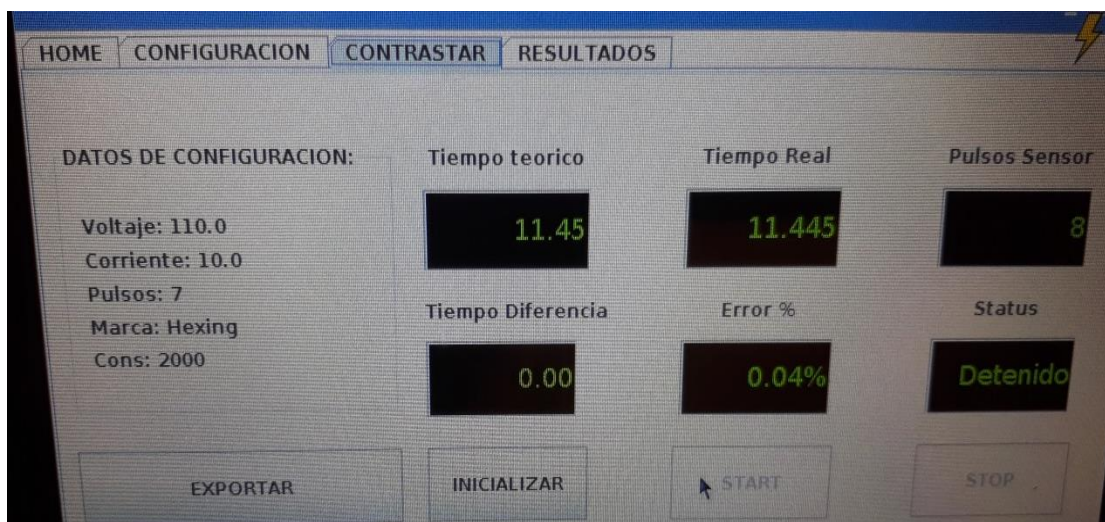 HOME CONFIGURACION CONTRASTAR RESULTADOS
DATOS DE CONFIGURACION:
Voltaje: 110.0
Corriente: 10.0
Pulsos: 7
Marca: Hexing
Cons: 2000
Tiempo teorico Tiempo Real Pulsos Sensor
11.45 11.445 8
Tiempo Diferencia Error % Status
0.00 0.04% Detenido
EXPORTAR INICIALIZAR START STOP